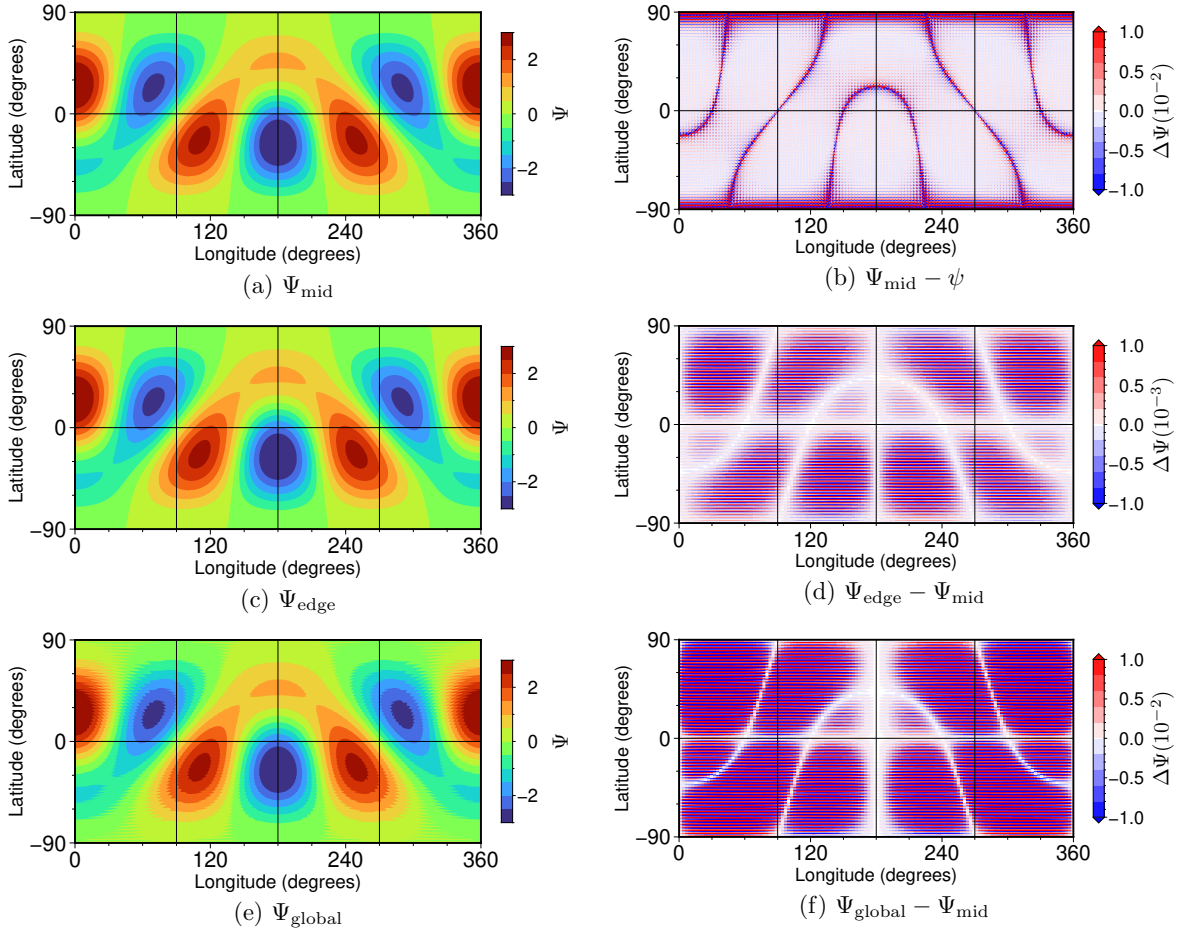 90
0
−90
Latitude (degrees)
0 120 240 360
Longitude (degrees)
2
0
−2
Ψ
(a) Ψmid
90
0
−90
Latitude (degrees)
0 120 240 360
Longitude (degrees)
1.0
0.5
0.0
−0.5
−1.0
ΔΨ(10−2)
(b) Ψmid − ψ
90
0
−90
Latitude (degrees)
0 120 240 360
Longitude (degrees)
2
0
−2
Ψ
(c) Ψedge
90
0
−90
Latitude (degrees)
0 120 240 360
Longitude (degrees)
1.0
0.5
0.0
−0.5
−1.0
ΔΨ(10−3)
(d) Ψedge − Ψmid
90
0
−90
Latitude (degrees)
0 120 240 360
Longitude (degrees)
2
0
−2
Ψ
(e) Ψglobal
90
0
−90
Latitude (degrees)
0 120 240 360
Longitude (degrees)
1.0
0.5
0.0
−0.5
−1.0
ΔΨ(10−2)
(f) Ψglobal − Ψmid